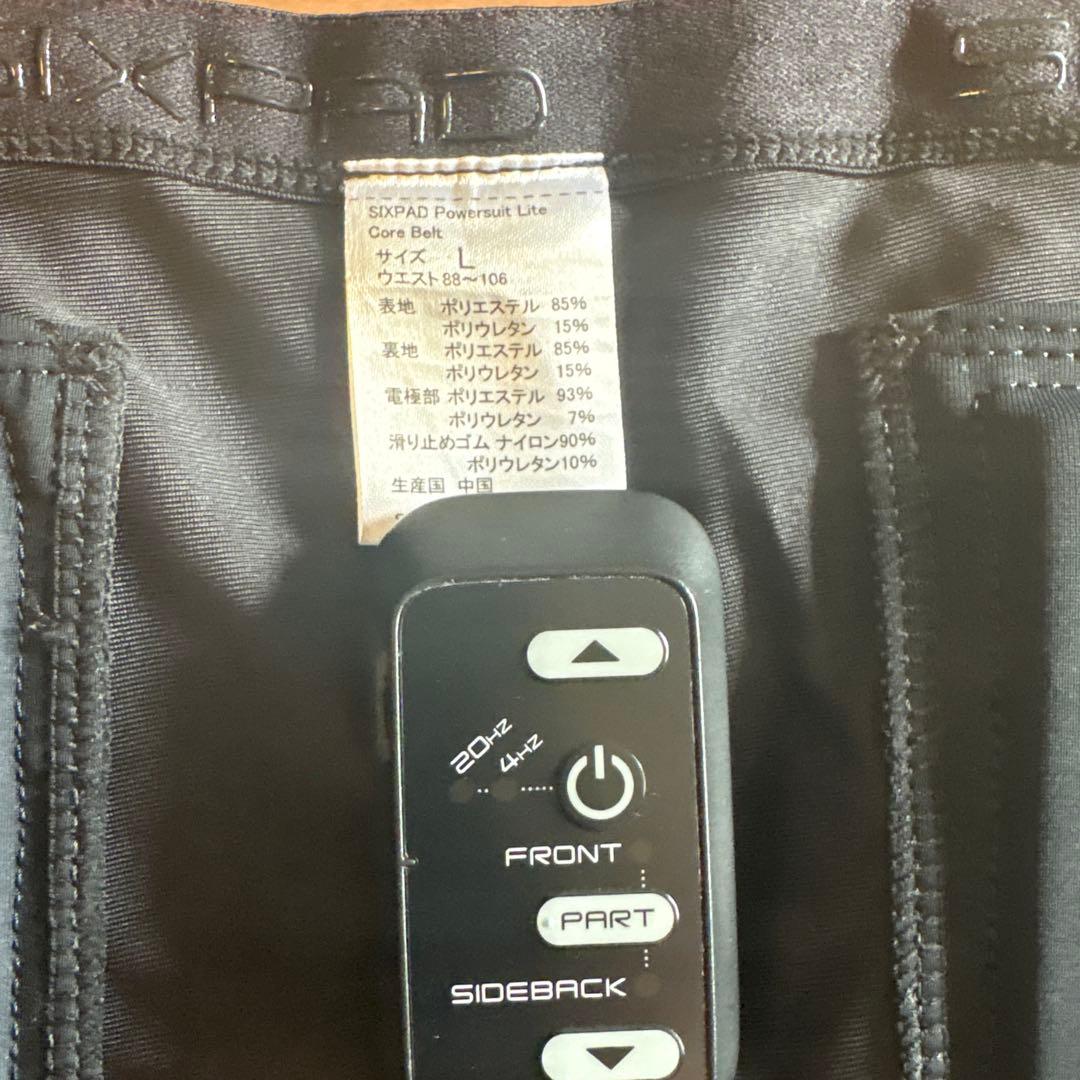 SIXPAD S
SIXPAD Powersuit Lite
Core Belt
サイズ L
ウエスト88～106
表地 ポリエステル 85%
ポリウレタン 15%
裏地 ポリエステル 85%
ポリウレタン 15%
電極部 ポリエステル 93%
ポリウレタン 7%
滑り止めゴム ナイロン90%
ポリウレタン10%
生産国 中国
20HZ
4HZ
FRONT
PART
SIDEBACK